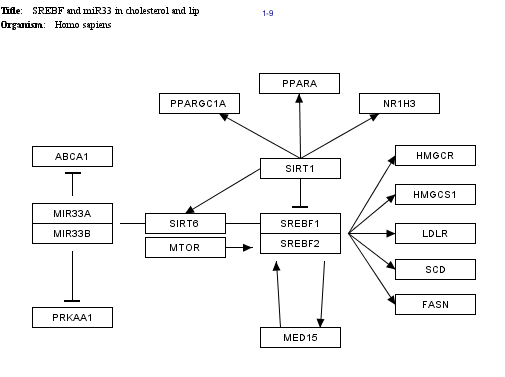 Title: SREBF and miR33 in cholesterol and lip
1-9
Organism: Homo sapiens
PPARA
PPARGC1A
NR1H3
ABCA1
HMGCR
SIRT1
HMGCS1
MIR33A
SIRT6
SREBF1
MIR33B
LDLR
MTOR
SREBF2
SCD
FASN
PRKAA1
MED15